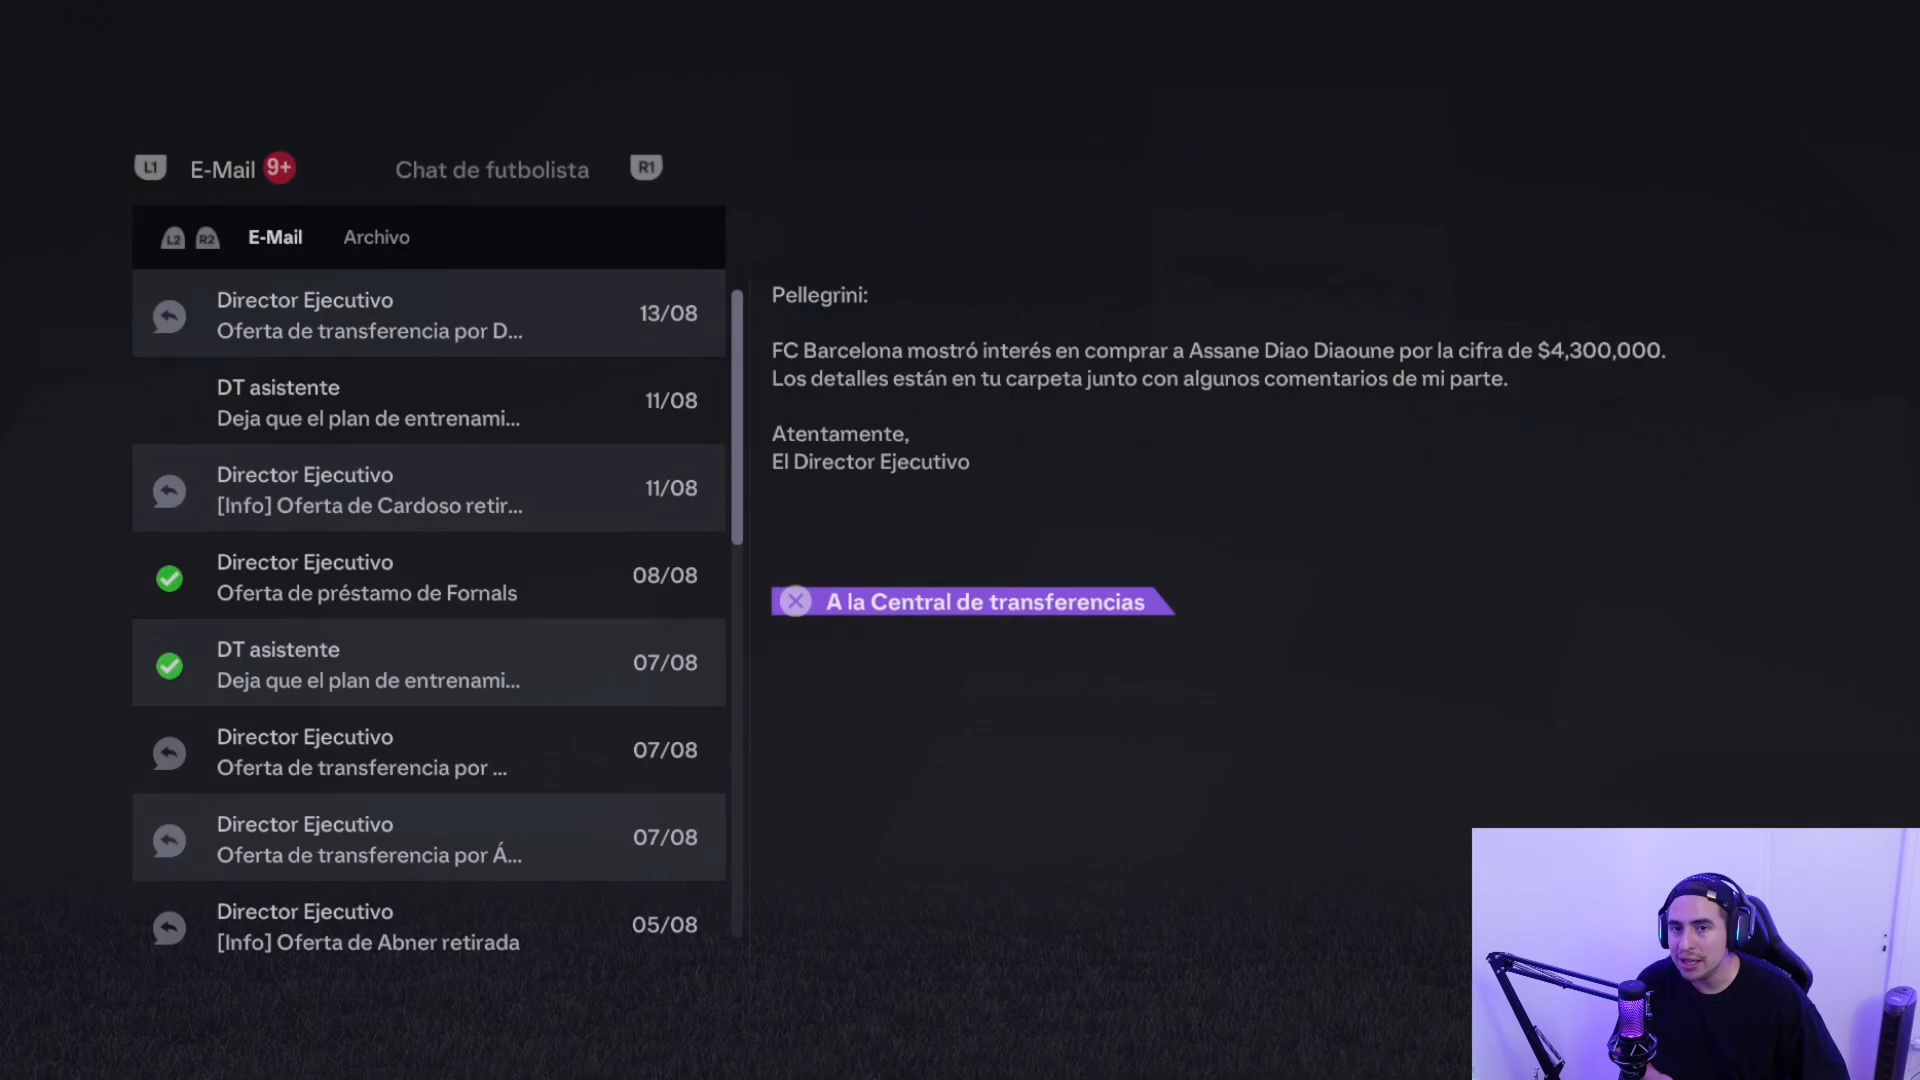 L1 E-Mail 9+ Chat de futbolista R1
L2 R2 E-Mail Archivo
Director Ejecutivo
Oferta de transferencia por D...
13/08
DT asistente
Deja que el plan de entrenami...
11/08
Director Ejecutivo
[Info] Oferta de Cardoso retir...
11/08
Director Ejecutivo
Oferta de préstamo de Fornals
08/08
DT asistente
Deja que el plan de entrenami...
07/08
Director Ejecutivo
Oferta de transferencia por ...
07/08
Director Ejecutivo
Oferta de transferencia por Á...
07/08
Director Ejecutivo
[Info] Oferta de Abner retirada
05/08
Pellegrini:
FC Barcelona mostró interés en comprar a Assane Diao Diaoune por la cifra de $4,300,000.
Los detalles están en tu carpeta junto con algunos comentarios de mi parte.
Atentamente,
El Director Ejecutivo
A la Central de transferencias